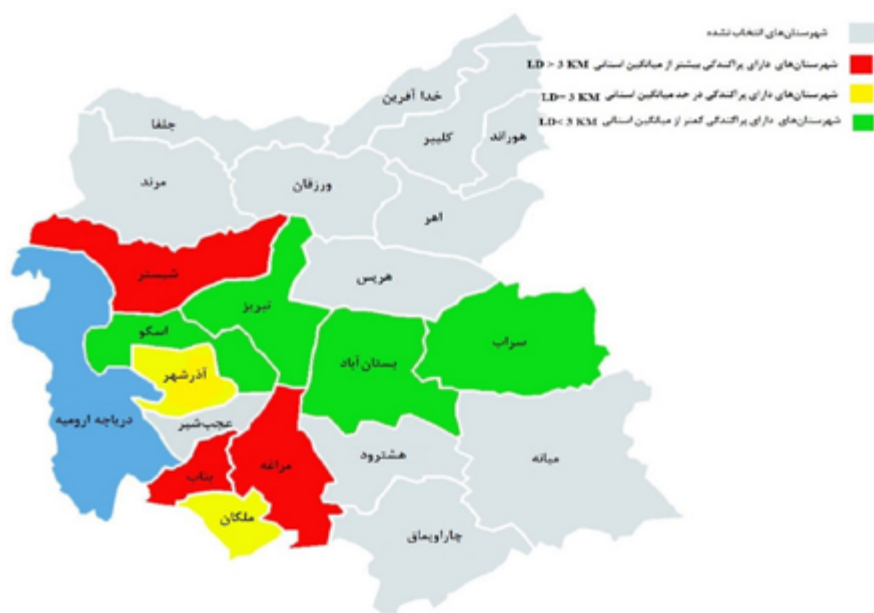 شهرستان‌های انتخاب نشده
شهرستان‌های دارای پراکندگی بیشتر از میانگین استانی LD > 3 KM
شهرستان‌های دارای پراکندگی در حد میانگین استانی LD= 3 KM
شهرستان‌های دارای پراکندگی کمتر از میانگین استانی LD< 3 KM
خدا آفرین
جلفا
کلیبر
هوراند
مرند
ورزقان
اهر
شبستر
هریس
تبریز
اسکو
سراب
بستان‌آباد
آذرشهر
دریاچه ارومیه
عجب‌شیر
هشترود
میانه
مراغه
بناب
ملکان
چاراویماق